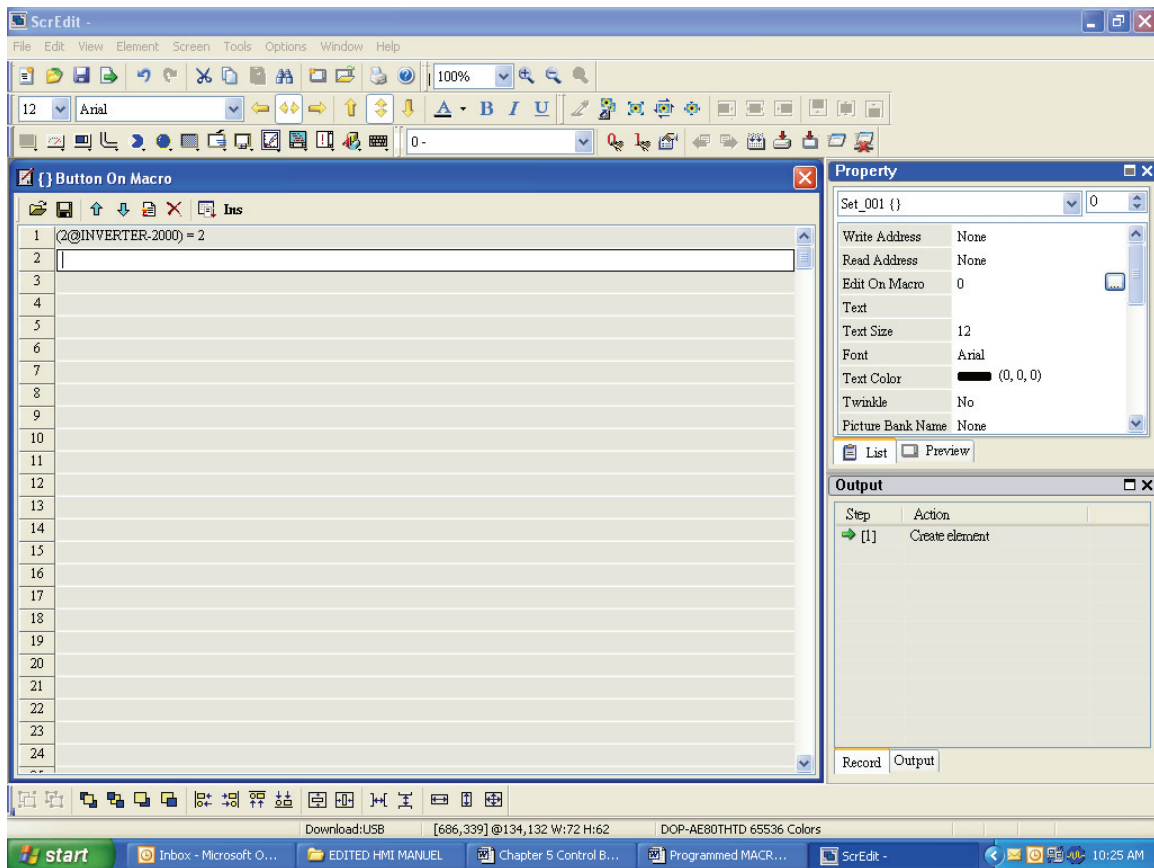 ScrEdit -
File Edit View Element Screen Tools Options Window Help
100%
12 Arial A B I U
0 -
{ } Button On Macro
Ins
1 (2@INVERTER-2000) = 2
2
3
4
5
6
7
8
9
10
11
12
13
14
15
16
17
18
19
20
21
22
23
24
Property
Set_001 {} 0
Write Address None
Read Address None
Edit On Macro 0 ...
Text
Text Size 12
Font Arial
Text Color (0, 0, 0)
Twinkle No
Picture Bank Name None
List Preview
Output
Step Action
[1] Create element
Record Output
Download:USB [686,339] @134,132 W:72 H:62 DOP-AE80THTD 65536 Colors
start Inbox - Microsoft O... EDITED HMI MANUEL Chapter 5 Control B... Programmed MACR... ScrEdit - 10:25 AM